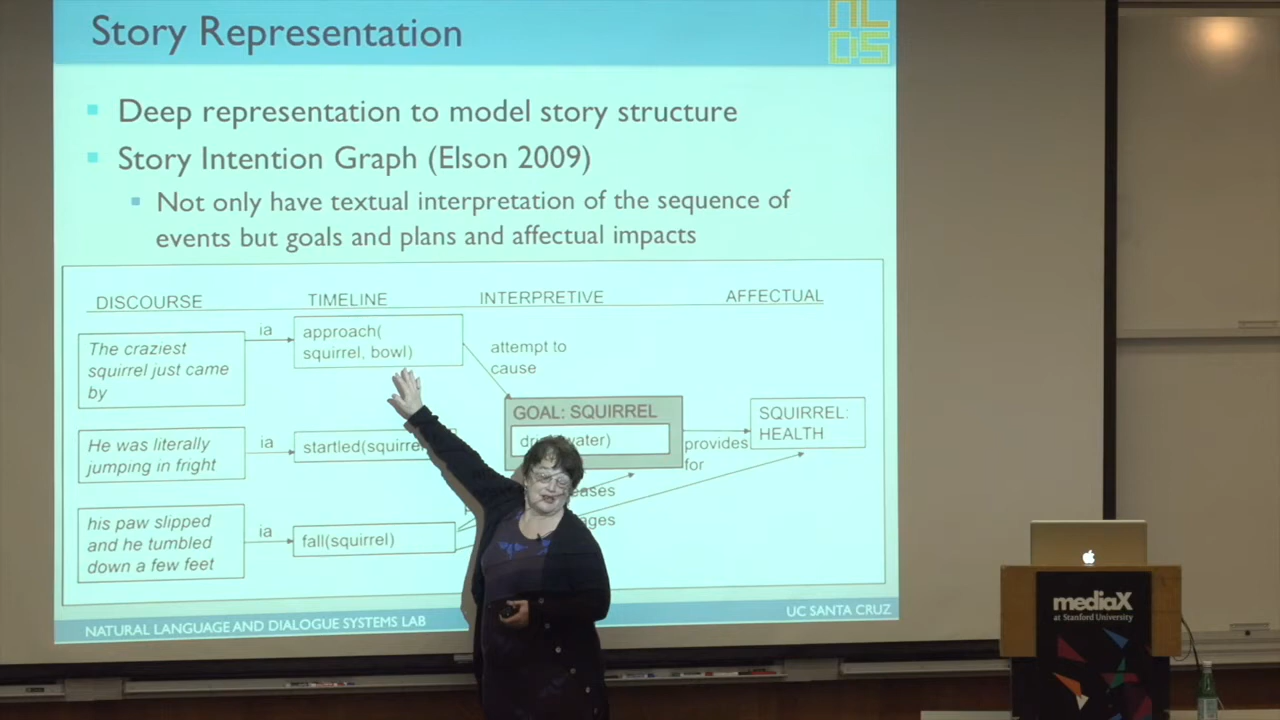 Story Representation
NL
DS
Deep representation to model story structure
Story Intention Graph (Elson 2009)
Not only have textual interpretation of the sequence of
events but goals and plans and affectual impacts
DISCOURSE
TIMELINE
INTERPRETIVE
AFFECTUAL
The craziest
squirrel just came
by
ia
approach(
squirrel, bowl)
attempt to
cause
GOAL: SQUIRREL
SQUIRREL:
HEALTH
provides
for
He was literally
jumping in fright
ia
his paw slipped
and he tumbled
down a few feet
ia
fall(squirrel)
NATURAL LANGUAGE AND DIALOGUE SYSTEMS LAB
UC SANTA CRUZ
mediaX
at Stanford University